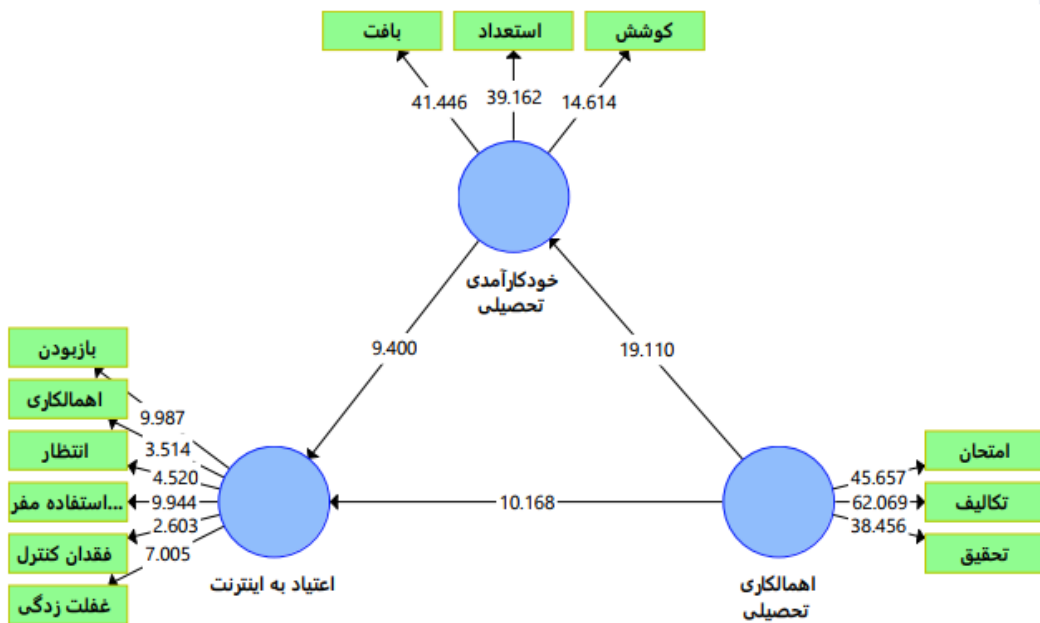 کوشش
استعداد
بافت
41.446
39.162
14.614
خودکارآمدی
تحصیلی
9.400
19.110
بازبودن
اهمالکاری
انتظار
استفاده مفر...
فقدان کنترل
غفلت زدگی
9.987
3.514
4.520
9.944
2.603
7.005
اعتیاد به اینترنت
10.168
اهمالکاری
تحصیلی
45.657
62.069
38.456
امتحان
تکالیف
تحقیق